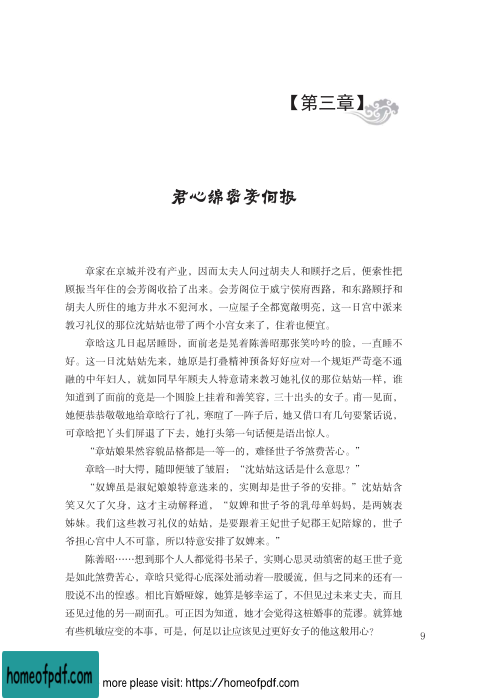 【第三章】
君心绵密妾何报
章家在京城并没有产业，因而太夫人问过胡夫人和顾抒之后，便索性把
顾振当年住的会芳阁收拾了出来。会芳阁位于威宁侯府西路，和东路顾抒和
胡夫人所住的地方井水不犯河水，一应屋子全都宽敞明亮，这一日宫中派来
教习礼仪的那位沈姑姑也带了两个小宫女来了，住着也便宜。
章晗这几日起居睡卧，面前老是晃着陈善昭那张笑吟吟的脸，一直睡不
好。这一日沈姑姑先来，她原是打叠精神预备好好应对一个规矩严苛毫不通
融的中年妇人，就如同早年顾夫人特意请来教习她礼仪的那位姑姑一样，谁
知道到了面前的竟是一个圆脸上挂着和善笑容，三十出头的女子。甫一见面，
她便恭恭敬敬地给章晗行了礼，寒暄了一阵子后，她又借口有几句要紧话说，
可章晗把丫头们屏退了下去，她打头第一句话便是语出惊人。
“章姑娘果然容貌品格都是一等一的，难怪世子爷煞费苦心。”
章晗一时大愕，随即便皱了皱眉：“沈姑姑这话是什么意思？”
“奴婢虽是淑妃娘娘特意选来的，实则却是世子爷的安排。”沈姑姑含
笑又欠了欠身，这才主动解释道，“奴婢和世子爷的乳母单妈妈，是两姨表
姊妹。我们这些教习礼仪的姑姑，是要跟着王妃世子妃郡王妃陪嫁的，世子
爷担心宫中人不可靠，所以特意安排了奴婢来。”
陈善昭……想到那个人人都觉得书呆子，实则心思灵动缜密的赵王世子竟
是如此煞费苦心，章晗只觉得心底深处涌动着一股暖流，但与之同来的还有一
股说不出的惶惑。相比盲婚哑嫁，她算是够幸运了，不但见过未来丈夫，而且
还见过他的另一副面孔。可正因为知道，她才会觉得这桩婚事的荒谬。就算她
有些机敏应变的本事，可是，何足以让应该见过更好女子的他这般用心？
9
homeofpdf.com
more please visit: https://homeofpdf.com